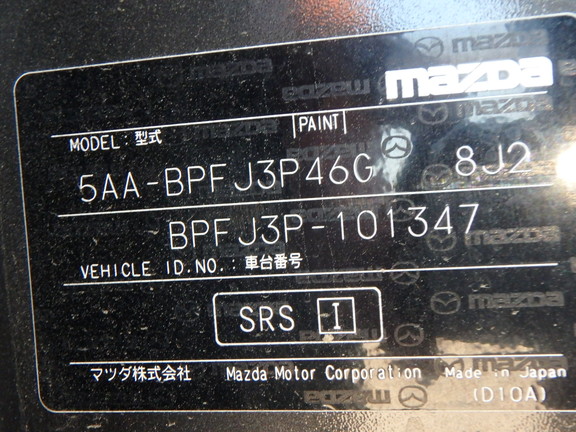 mazda
MODEL: 型式 PAINT
5AA-BPFJ3P46G 8J2
BPFJ3P-101347
VEHICLE ID.NO.: 車台番号
SRS I
マツダ株式会社 Mazda Motor Corporation Made in Japan
(D10A)